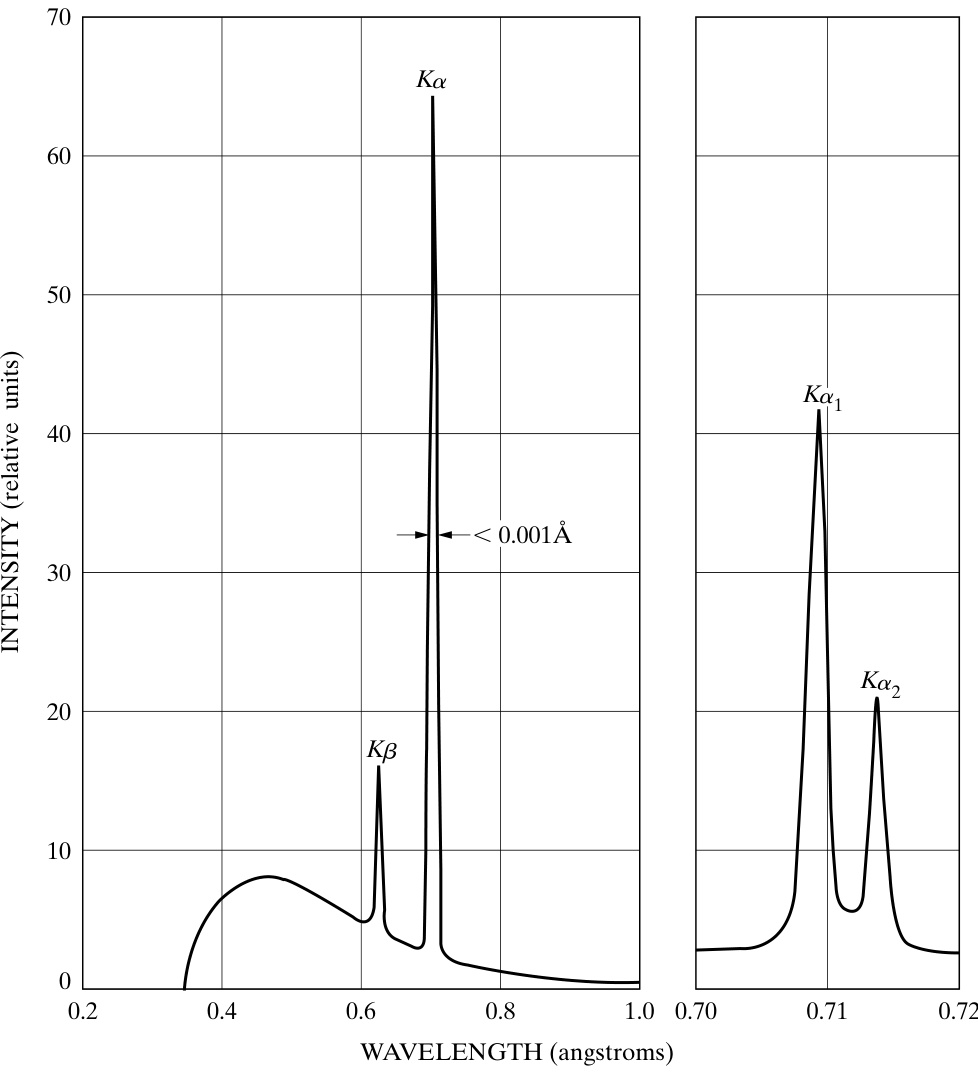 70
60
50
40
30
20
10
0
INTENSITY (relative units)
Kα
< 0.001Å
Kβ
Kα₁
Kα₂
0.2 0.4 0.6 0.8 1.0 0.70 0.71 0.72
WAVELENGTH (angstroms)